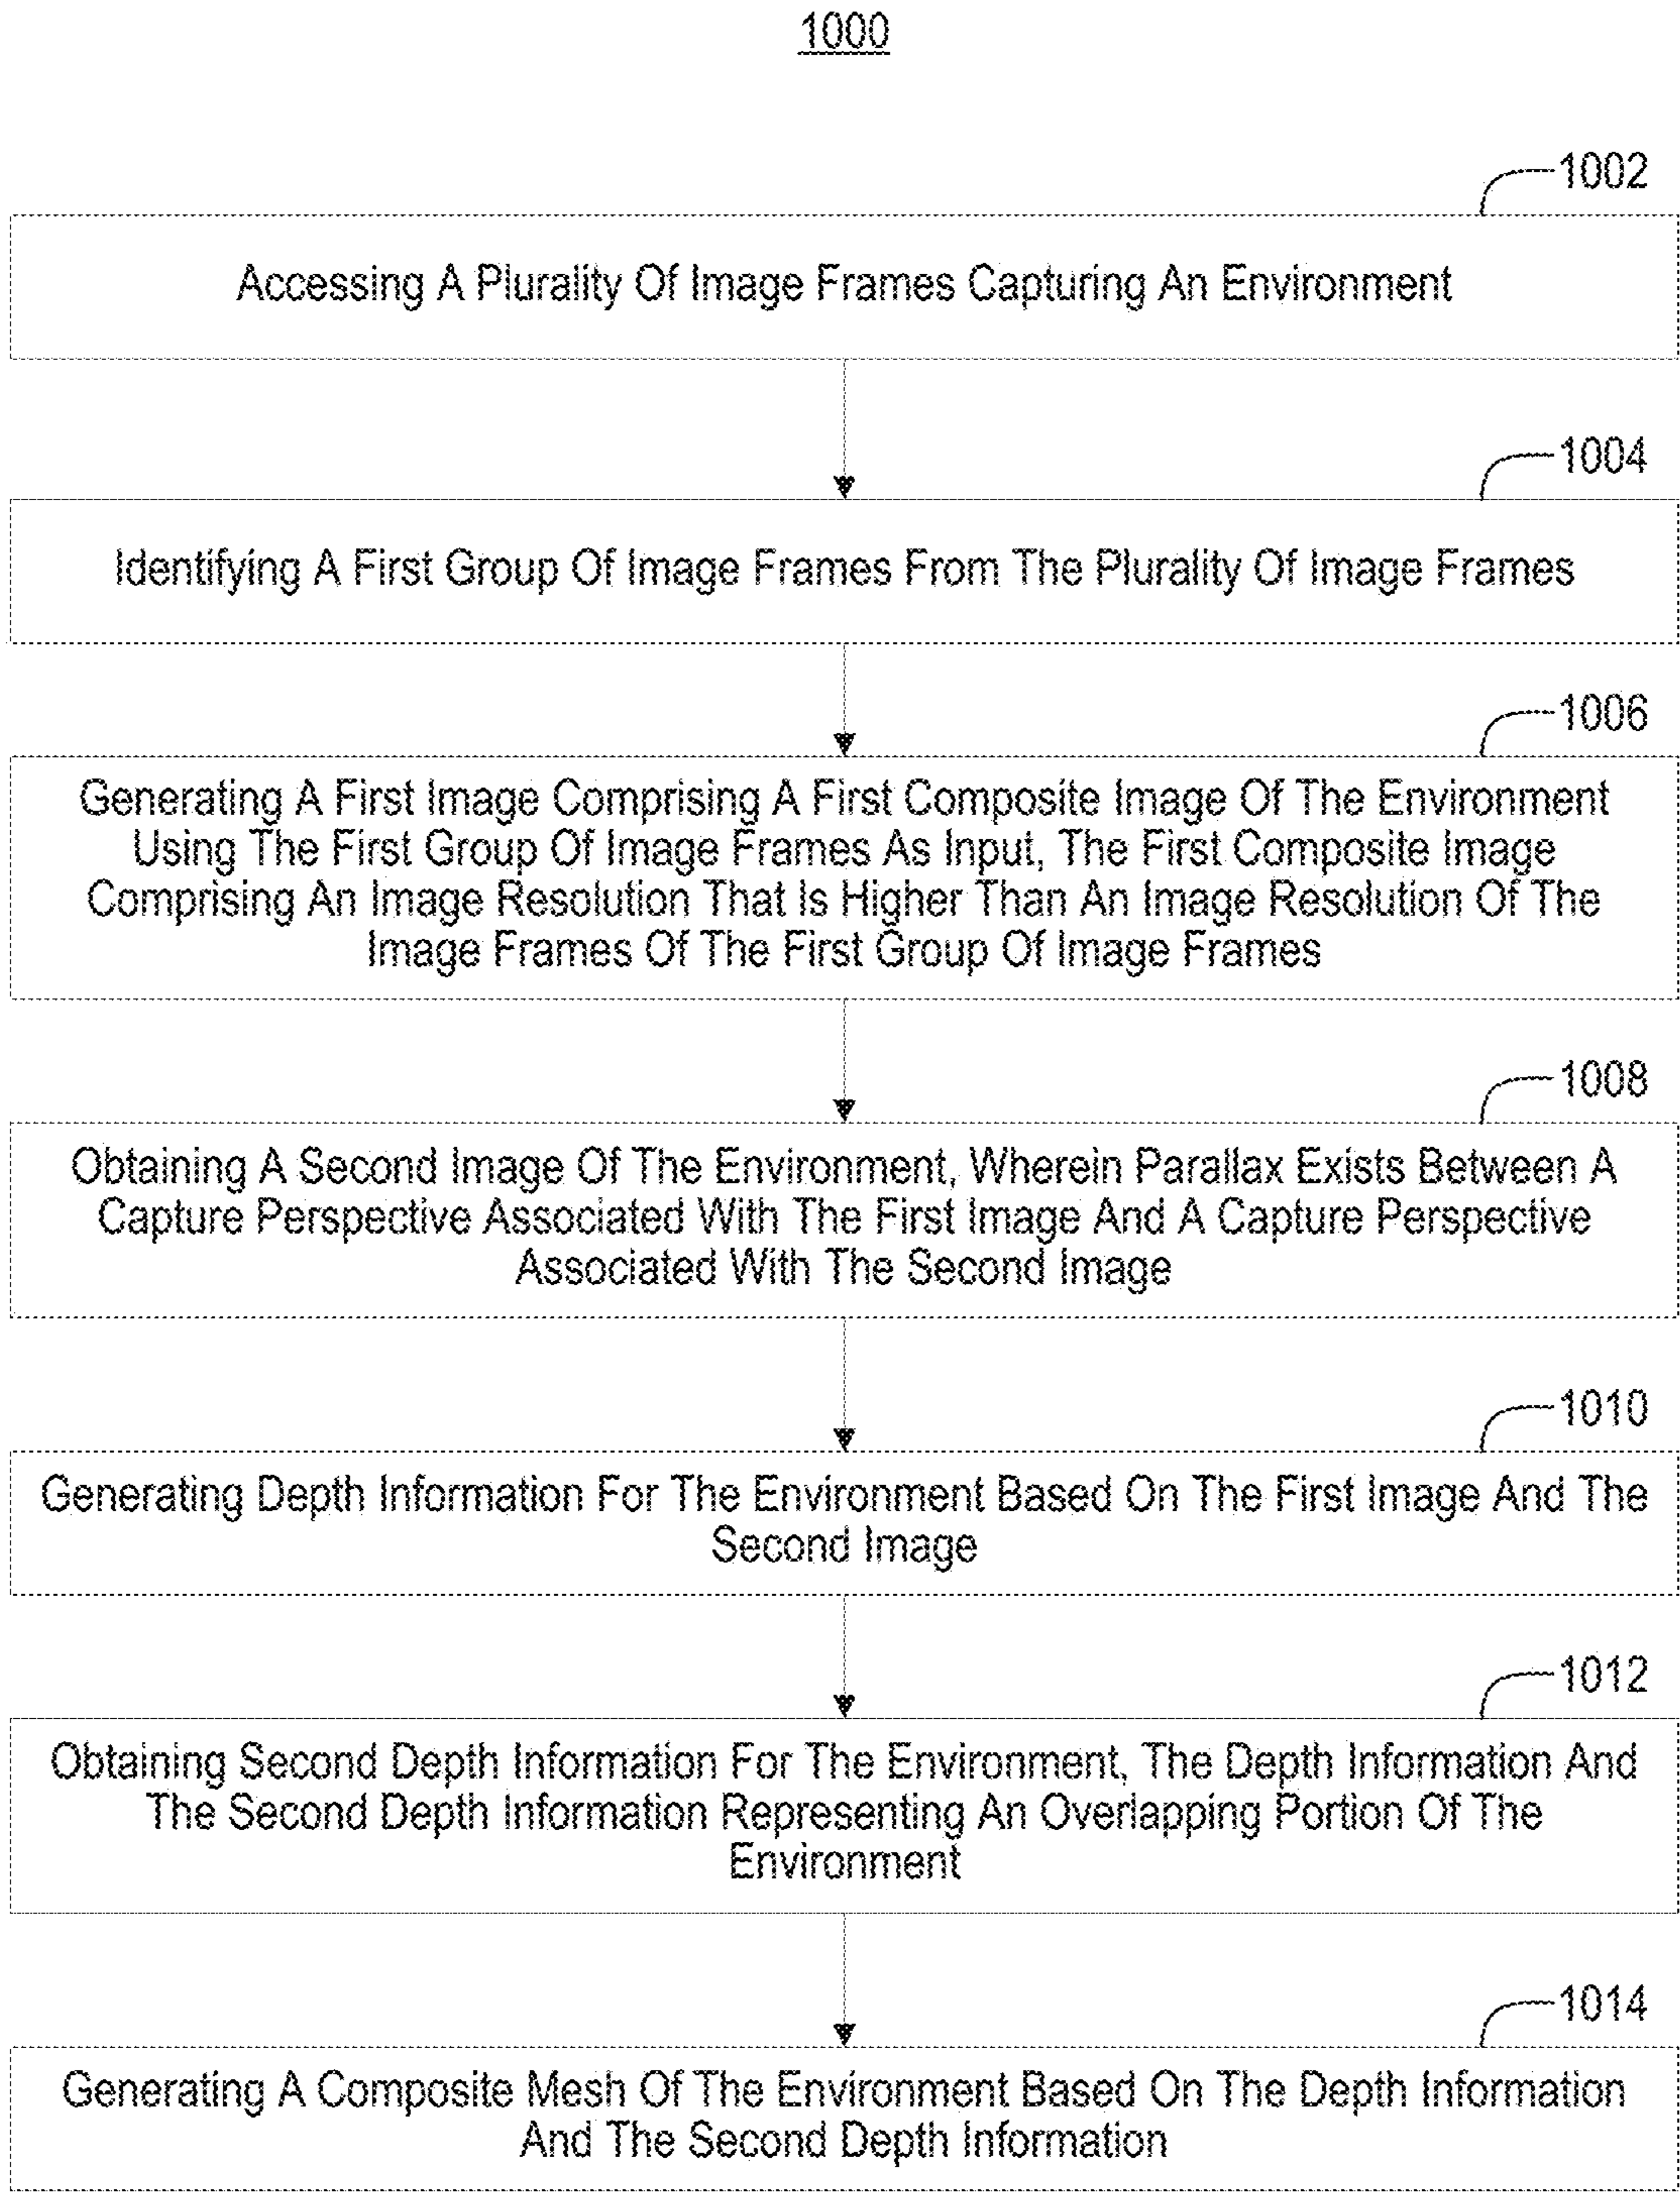 1000
1002
Accessing A Plurality Of Image Frames Capturing An Environment
1004
Identifying A First Group Of Image Frames From The Plurality Of Image Frames
1006
Generating A First Image Comprising A First Composite Image Of The Environment
Using The First Group Of Image Frames As Input, The First Composite Image
Comprising An Image Resolution That Is Higher Than An Image Resolution Of The
Image Frames Of The First Group Of Image Frames
1008
Obtaining A Second Image Of The Environment, Wherein Parallax Exists Between A
Capture Perspective Associated With The First Image And A Capture Perspective
Associated With The Second Image
1010
Generating Depth Information For The Environment Based On The First Image And The
Second Image
1012
Obtaining Second Depth Information For The Environment, The Depth Information And
The Second Depth Information Representing An Overlapping Portion Of The
Environment
1014
Generating A Composite Mesh Of The Environment Based On The Depth Information
And The Second Depth Information